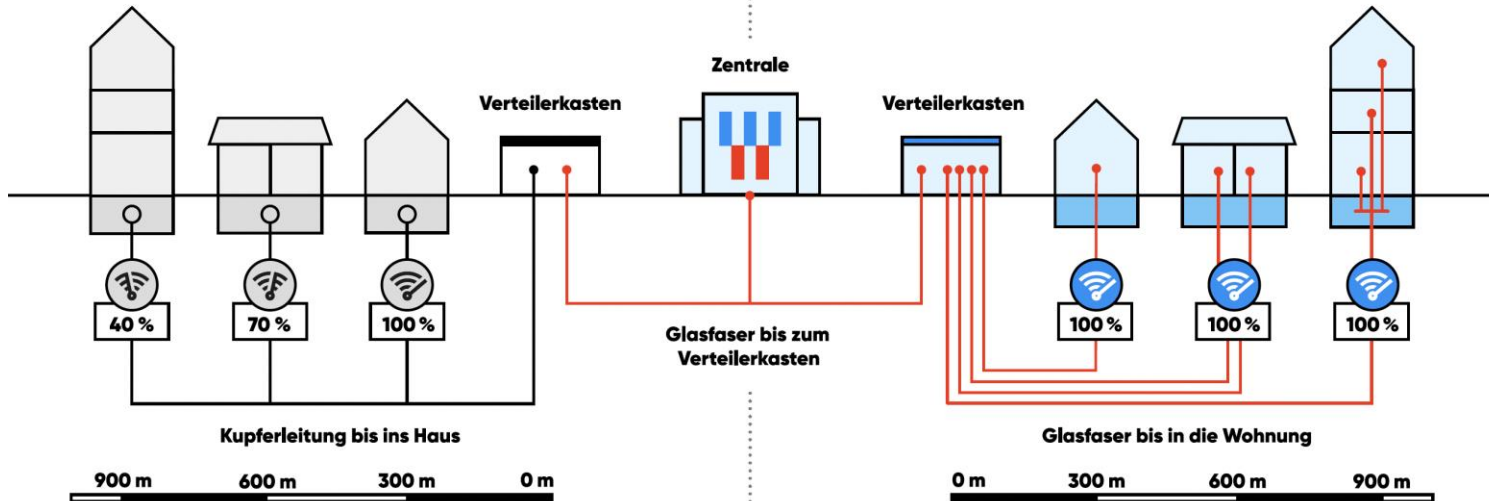 Zentrale
Verteilerkasten
Verteilerkasten
40 %
70 %
100 %
100 %
100 %
100 %
Glasfaser bis zum
Verteilerkasten
Kupferleitung bis ins Haus
Glasfaser bis in die Wohnung
900 m
600 m
300 m
0 m
0 m
300 m
600 m
900 m